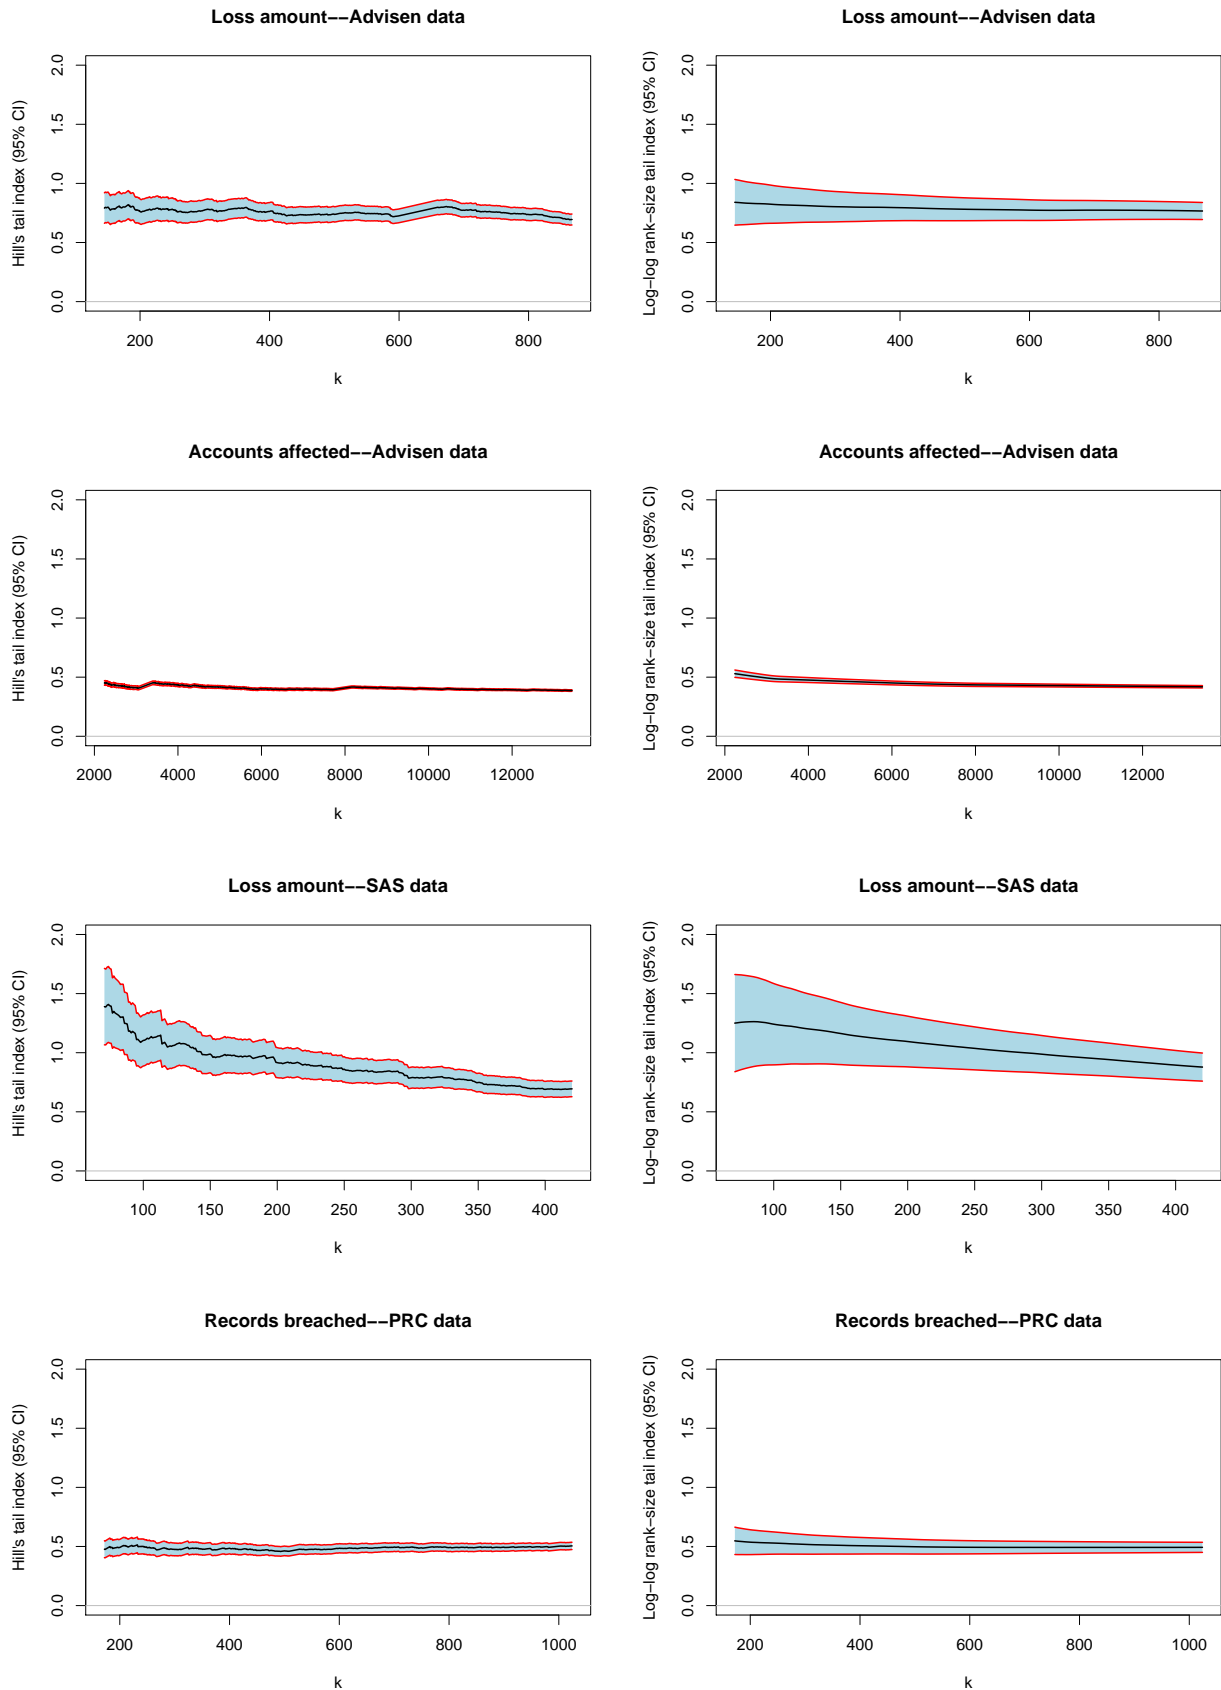 Loss amount−−Advisen data
Hill's tail index (95% CI)
0.0 0.5 1.0 1.5 2.0
200 400 600 800
k
Loss amount−−Advisen data
Log−log rank−size tail index (95% CI)
0.0 0.5 1.0 1.5 2.0
200 400 600 800
k
Accounts affected−−Advisen data
Hill's tail index (95% CI)
0.0 0.5 1.0 1.5 2.0
2000 4000 6000 8000 10000 12000
k
Accounts affected−−Advisen data
Log−log rank−size tail index (95% CI)
0.0 0.5 1.0 1.5 2.0
2000 4000 6000 8000 10000 12000
k
Loss amount−−SAS data
Hill's tail index (95% CI)
0.0 0.5 1.0 1.5 2.0
100 150 200 250 300 350 400
k
Loss amount−−SAS data
Log−log rank−size tail index (95% CI)
0.0 0.5 1.0 1.5 2.0
100 150 200 250 300 350 400
k
Records breached−−PRC data
Hill's tail index (95% CI)
0.0 0.5 1.0 1.5 2.0
200 400 600 800 1000
k
Records breached−−PRC data
Log−log rank−size tail index (95% CI)
0.0 0.5 1.0 1.5 2.0
200 400 600 800 1000
k